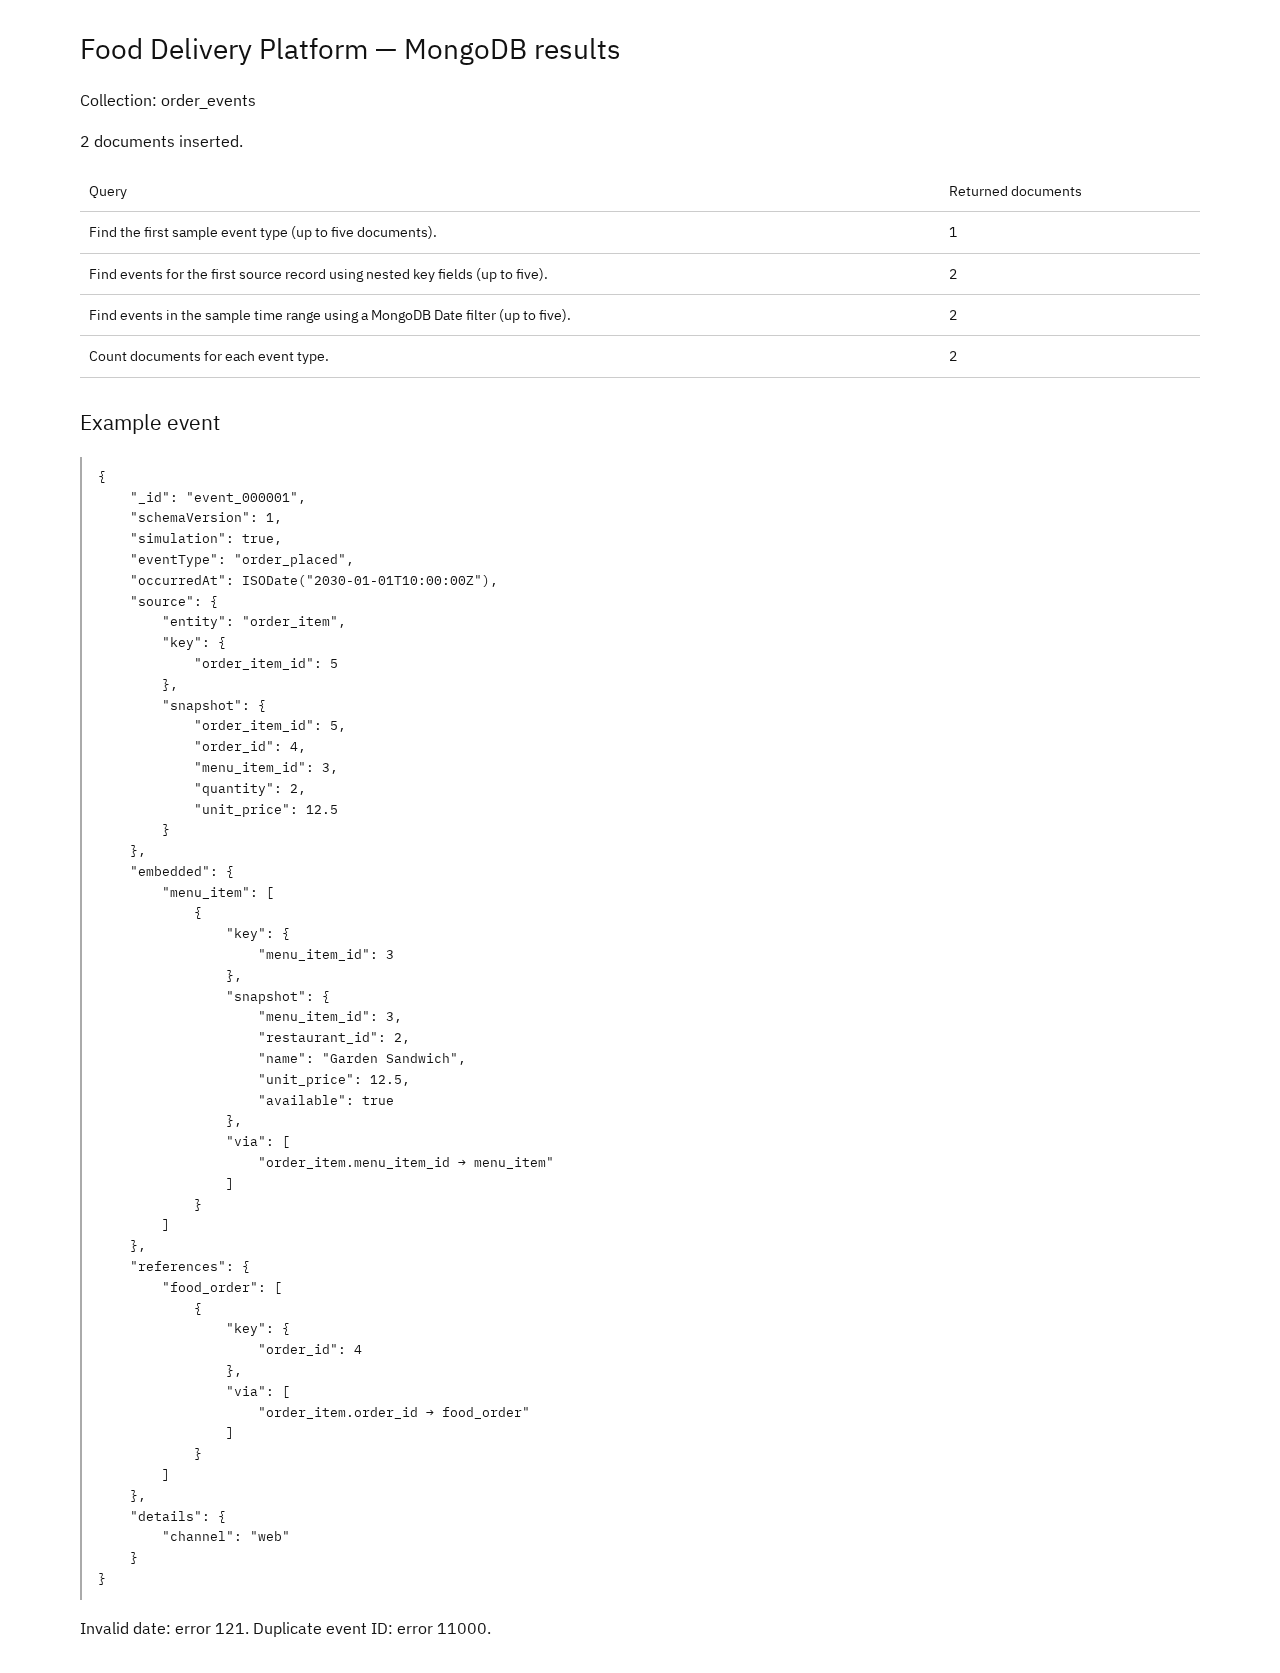 Food Delivery Platform — MongoDB results
Collection: order_events
2 documents inserted.
Query Returned documents
Find the first sample event type (up to five documents). 1
Find events for the first source record using nested key fields (up to five). 2
Find events in the sample time range using a MongoDB Date filter (up to five). 2
Count documents for each event type. 2
Example event
{
    "_id": "event_000001",
    "schemaVersion": 1,
    "simulation": true,
    "eventType": "order_placed",
    "occurredAt": ISODate("2030-01-01T10:00:00Z"),
    "source": {
        "entity": "order_item",
        "key": {
            "order_item_id": 5
        },
        "snapshot": {
            "order_item_id": 5,
            "order_id": 4,
            "menu_item_id": 3,
            "quantity": 2,
            "unit_price": 12.5
        }
    },
    "embedded": {
        "menu_item": [
            {
                "key": {
                    "menu_item_id": 3
                },
                "snapshot": {
                    "menu_item_id": 3,
                    "restaurant_id": 2,
                    "name": "Garden Sandwich",
                    "unit_price": 12.5,
                    "available": true
                },
                "via": [
                    "order_item.menu_item_id → menu_item"
                ]
            }
        ]
    },
    "references": {
        "food_order": [
            {
                "key": {
                    "order_id": 4
                },
                "via": [
                    "order_item.order_id → food_order"
                ]
            }
        ]
    },
    "details": {
        "channel": "web"
    }
}
Invalid date: error 121. Duplicate event ID: error 11000.